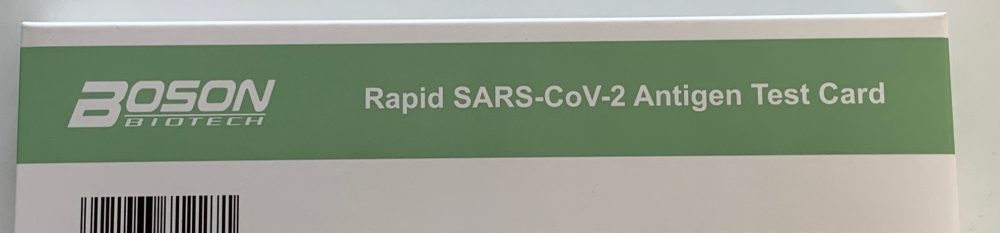 BOSON
BIOTECH
Rapid SARS-CoV-2 Antigen Test Card